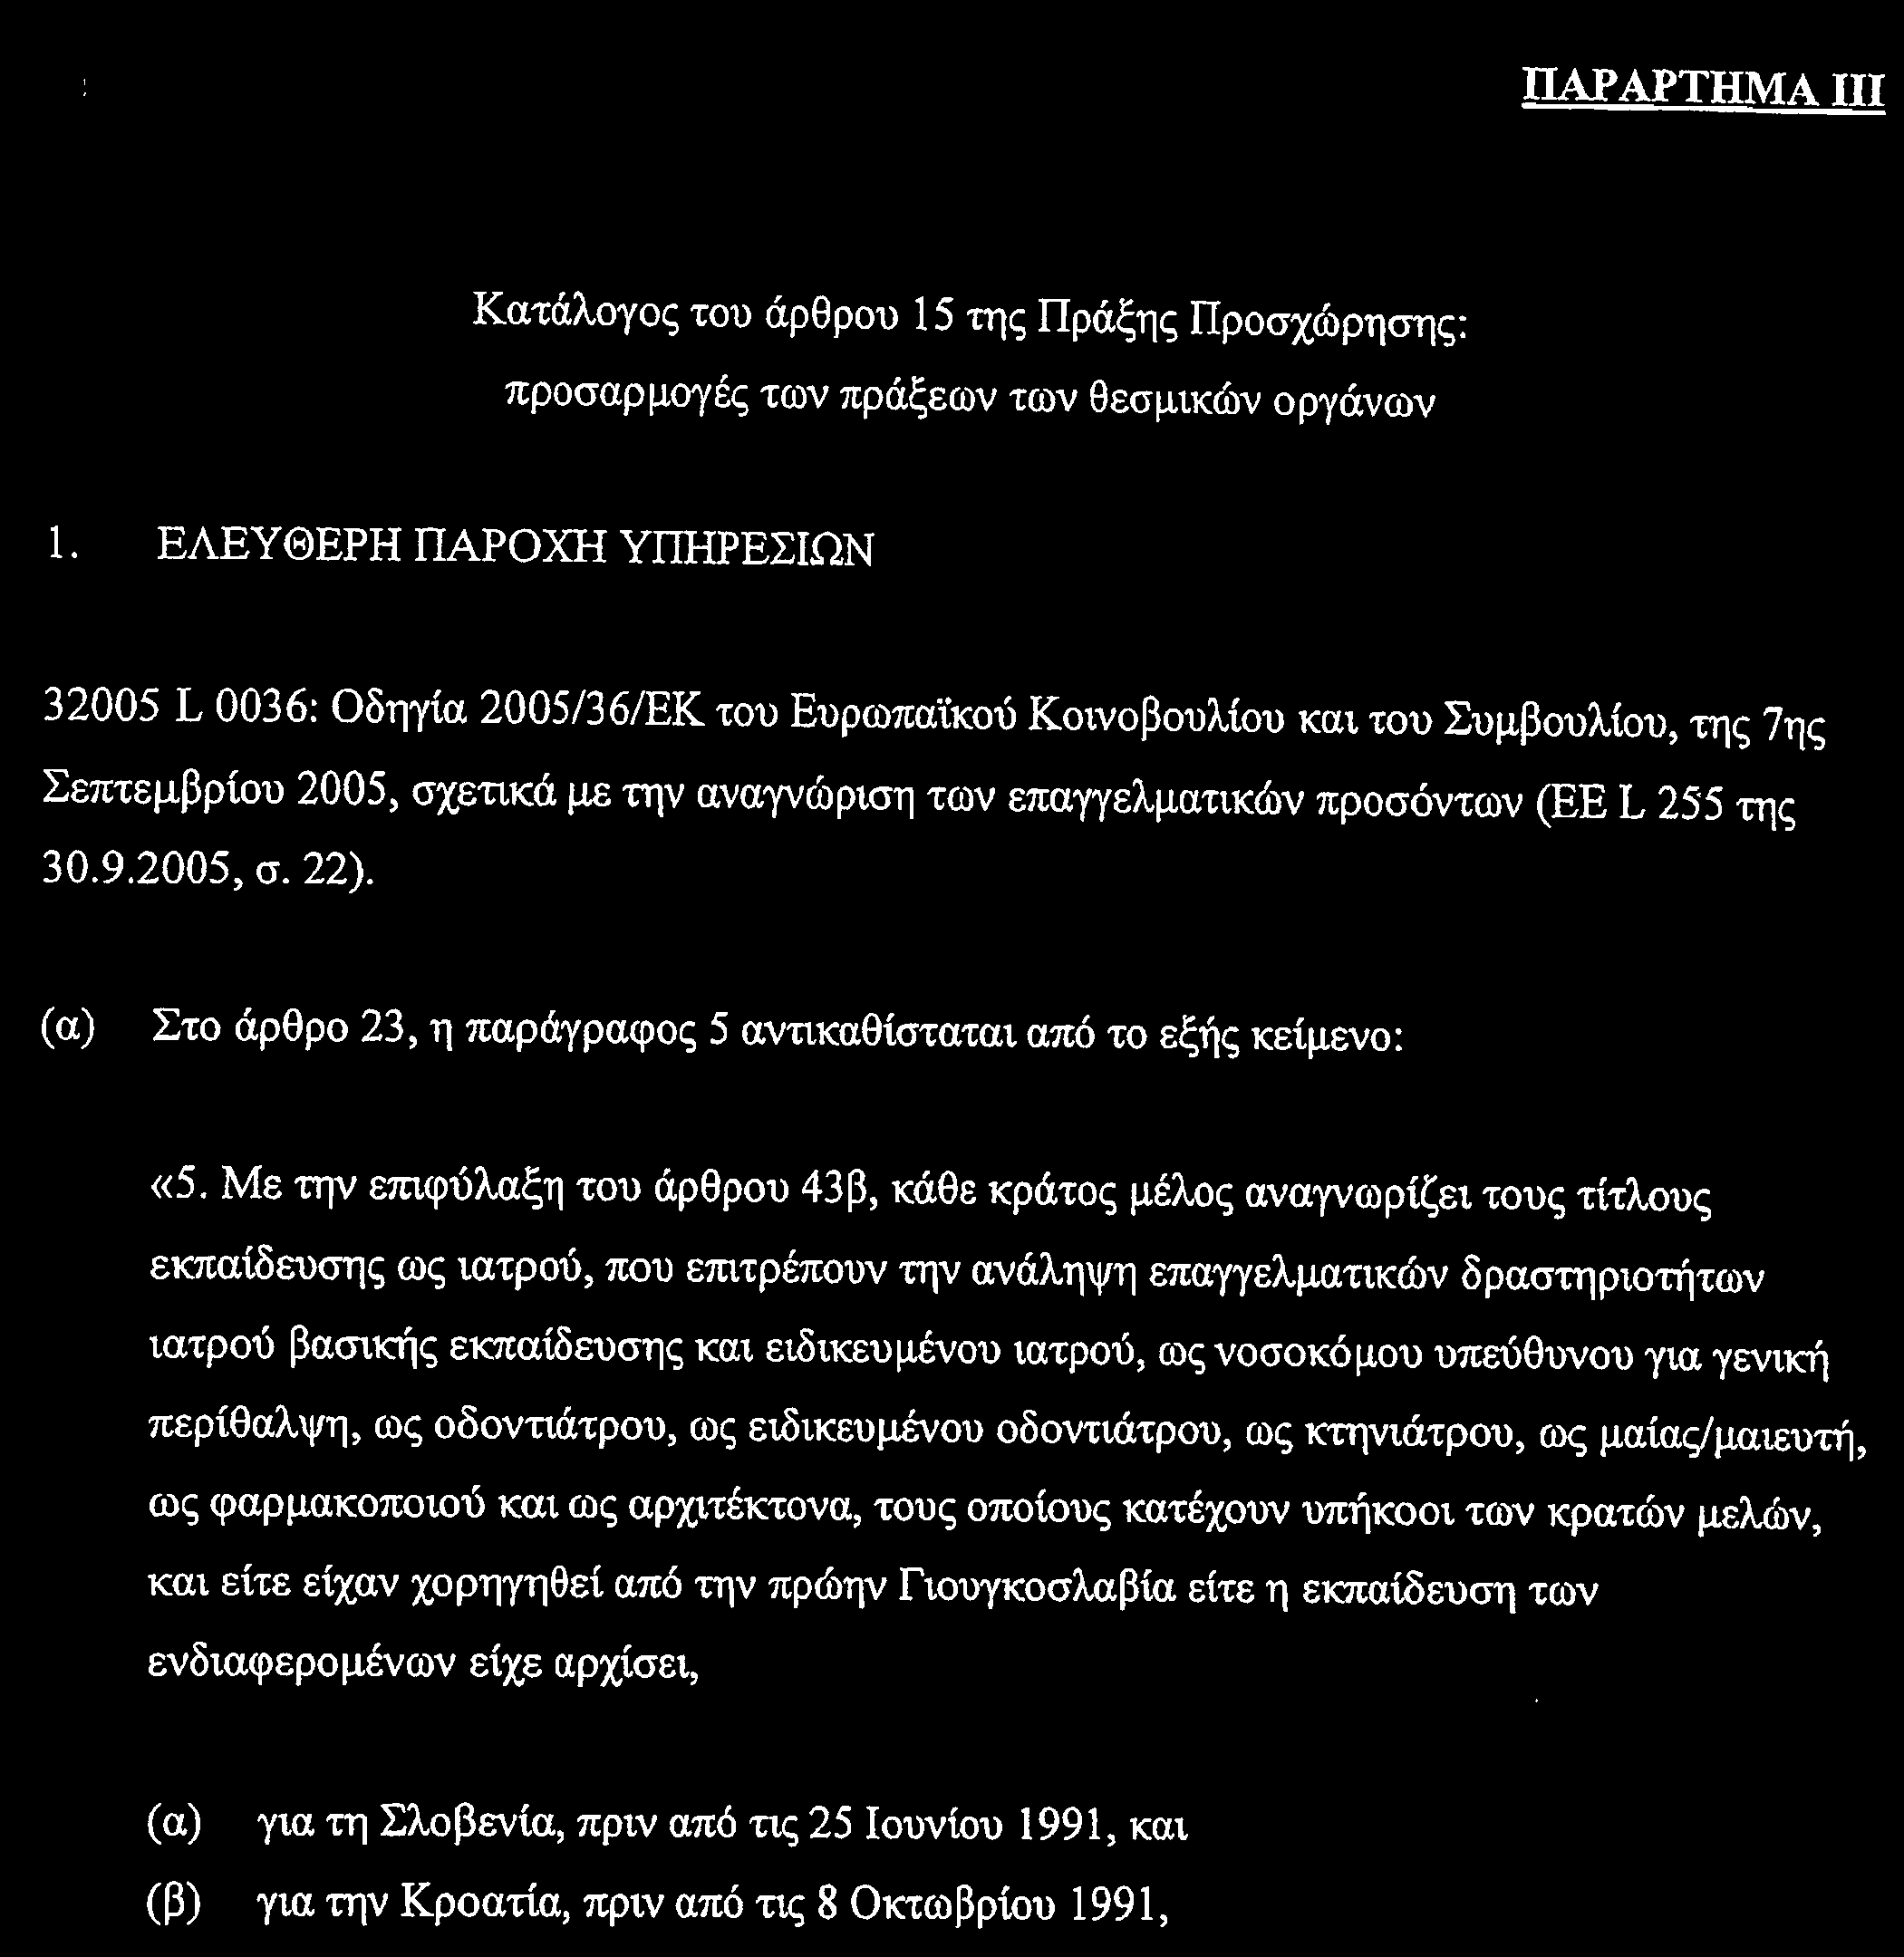 ΠΑΡΑΡΤΗΜΑ ΙΙΙ
Κατάλογος του άρθρου 15 της Πράξης Προσχώρησης:
προσαρμογές των πράξεων των θεσμικών οργάνων
1. ΕΛΕΥΘΕΡΗ ΠΑΡΟΧΗ ΥΠΗΡΕΣΙΩΝ
32005 L 0036: Οδηγία 2005/36/ΕΚ του Ευρωπαϊκού Κοινοβουλίου και του Συμβουλίου, της 7ης
Σεπτεμβρίου 2005, σχετικά με την αναγνώριση των επαγγελματικών προσόντων (ΕΕ L 255 της
30.9.2005, σ. 22).
(α) Στο άρθρο 23, η παράγραφος 5 αντικαθίσταται από το εξής κείμενο:
«5. Με την επιφύλαξη του άρθρου 43β, κάθε κράτος μέλος αναγνωρίζει τους τίτλους
εκπαίδευσης ως ιατρού, που επιτρέπουν την ανάληψη επαγγελματικών δραστηριοτήτων
ιατρού βασικής εκπαίδευσης και ειδικευμένου ιατρού, ως νοσοκόμου υπεύθυνου για γενική
περίθαλψη, ως οδοντιάτρου, ως ειδικευμένου οδοντιάτρου, ως κτηνιάτρου, ως μαίας/μαιευτή,
ως φαρμακοποιού και ως αρχιτέκτονα, τους οποίους κατέχουν υπήκοοι των κρατών μελών,
και είτε είχαν χορηγηθεί από την πρώην Γιουγκοσλαβία είτε η εκπαίδευση των
ενδιαφερομένων είχε αρχίσει,
(α) για τη Σλοβενία, πριν από τις 25 Ιουνίου 1991, και
(β) για την Κροατία, πριν από τις 8 Οκτωβρίου 1991,